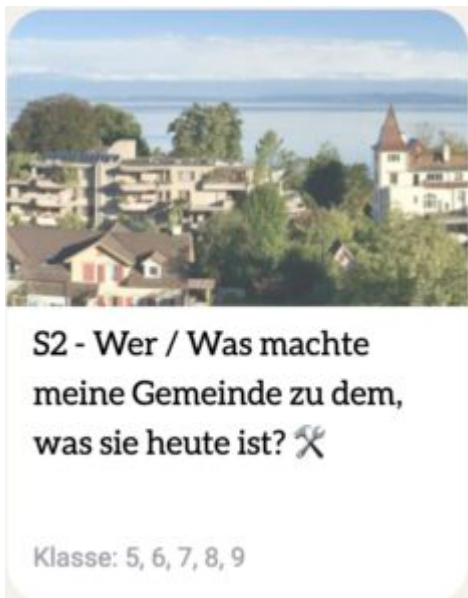 S2 - Wer / Was machte
meine Gemeinde zu dem,
was sie heute ist? 🛠
Klasse: 5, 6, 7, 8, 9